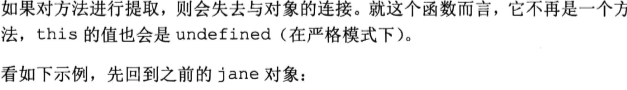 如果对方法进行提取，则会失去与对象的连接。就这个函数而言，它不再是一个方
法，this 的值也会是 undefined（在严格模式下）。
看如下示例，先回到之前的 jane 对象：